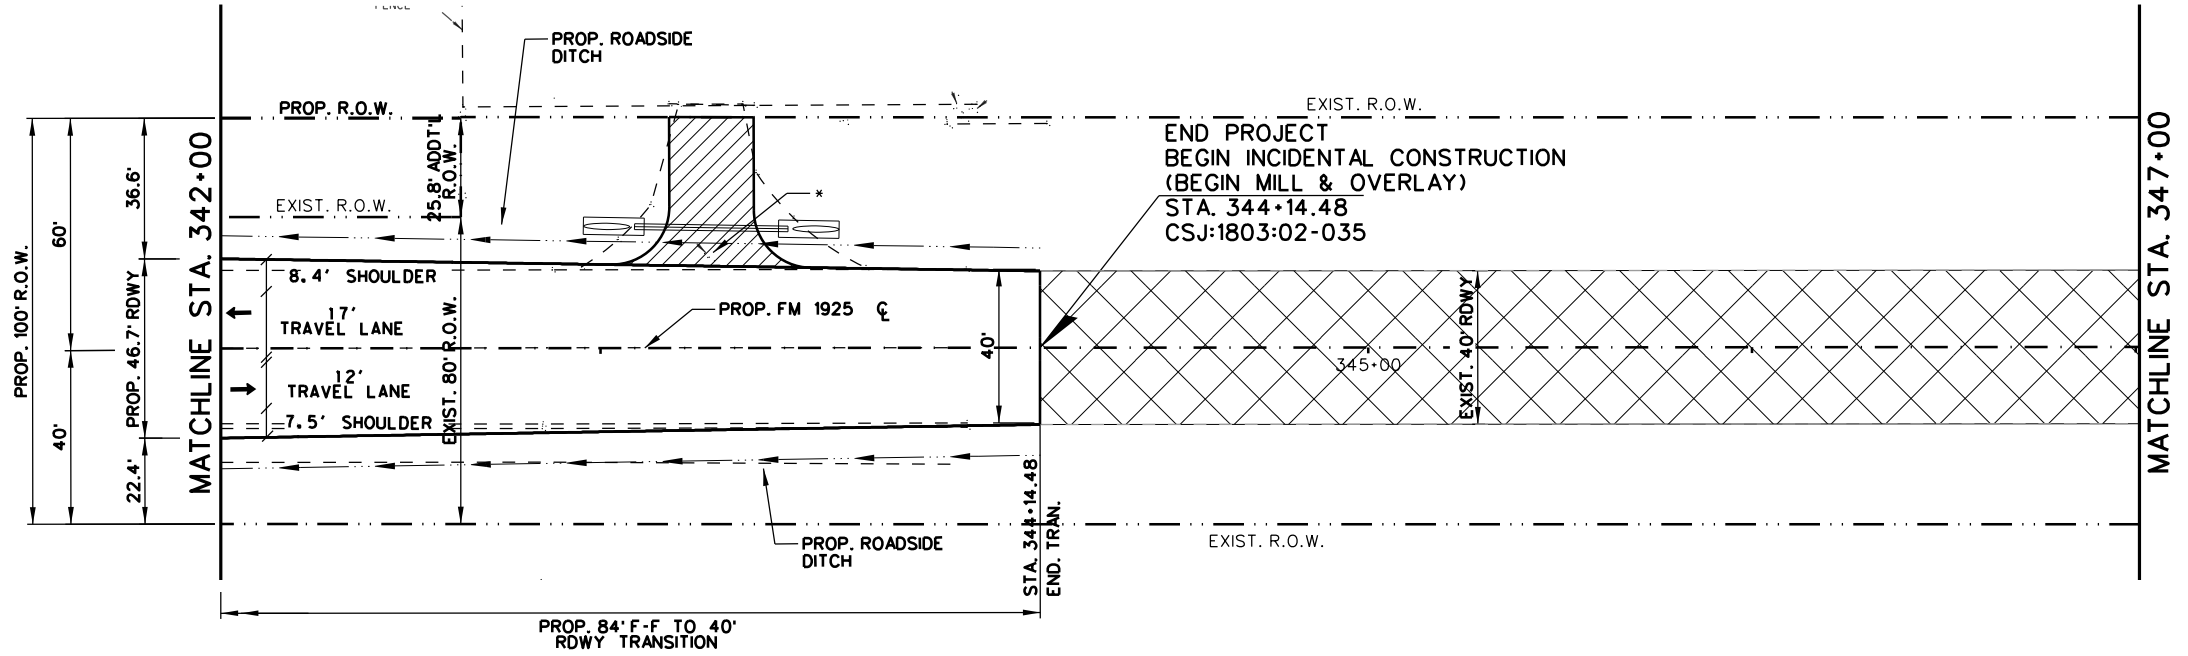 PROP. ROADSIDE
DITCH
PROP. R.O.W.
EXIST. R.O.W.
END PROJECT
BEGIN INCIDENTAL CONSTRUCTION
(BEGIN MILL & OVERLAY)
STA. 344+14.48
CSJ:1803:02-035
PROP. 100' R.O.W.
60'
40'
36.6'
PROP. 46.7' RDWY
22.4'
MATCHLINE STA. 342+00
25.8' ADDT'L
R.O.W.
EXIST. R.O.W.
*
8.4' SHOULDER
17'
TRAVEL LANE
PROP. FM 1925 ℄
12'
TRAVEL LANE
7.5' SHOULDER
EXIST. 80' R.O.W.
40'
345+00
EXIST. 40' RDWY
MATCHLINE STA. 347+00
STA. 344+14.48
END. TRAN.
PROP. ROADSIDE
DITCH
EXIST. R.O.W.
PROP. 84' F-F TO 40'
RDWY TRANSITION